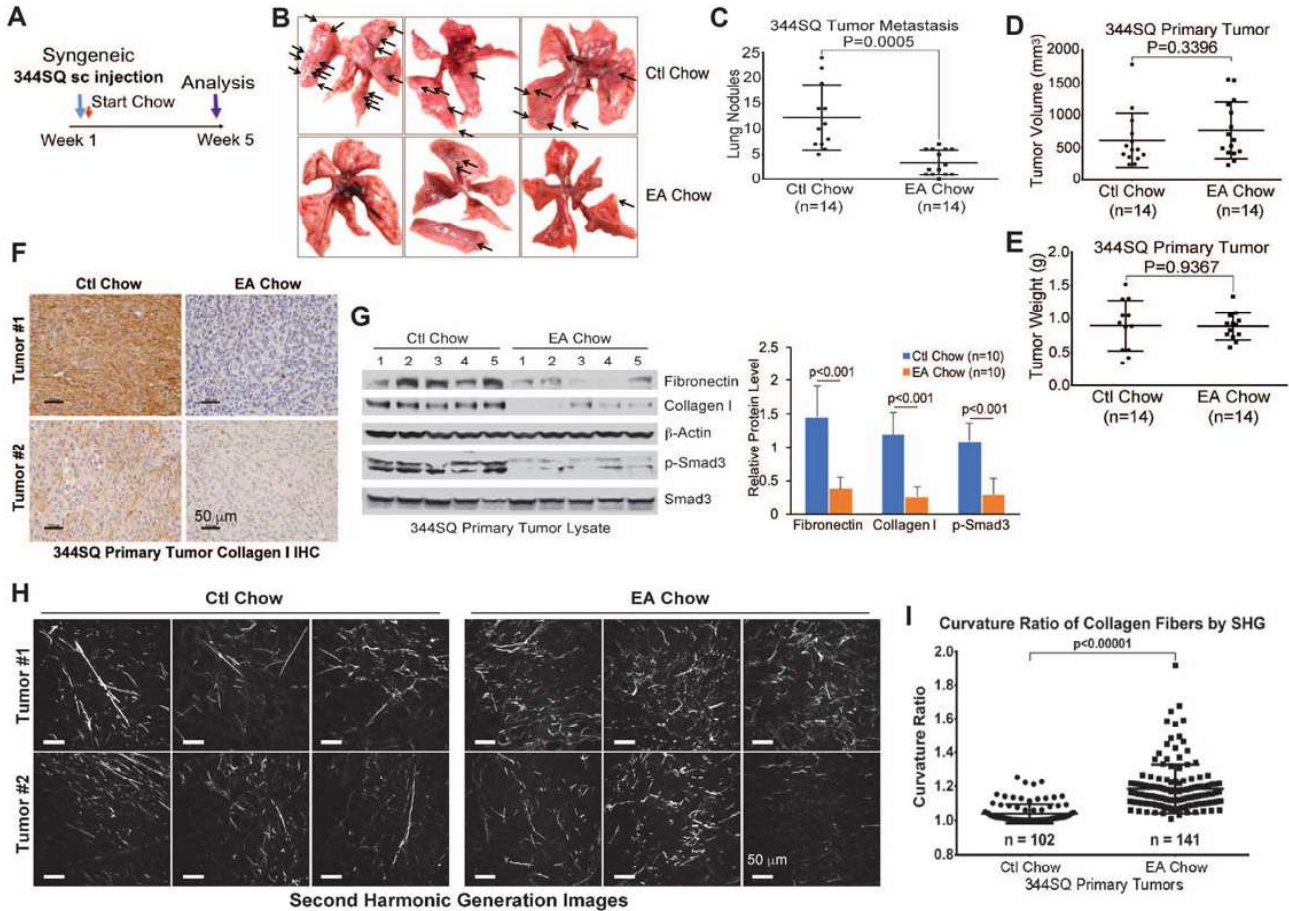 A
Syngeneic
344SQ sc injection
Start Chow
Analysis
Week 1
Week 5
B
Ctl Chow
EA Chow
C
344SQ Tumor Metastasis
P=0.0005
Lung Nodules
25
20
15
10
5
0
Ctl Chow
(n=14)
EA Chow
(n=14)
D
344SQ Primary Tumor
P=0.3396
Tumor Volume (mm³)
2000
1500
1000
500
0
Ctl Chow
(n=14)
EA Chow
(n=14)
E
344SQ Primary Tumor
P=0.9367
Tumor Weight (g)
2.0
1.5
1.0
0.5
0.0
Ctl Chow
(n=14)
EA Chow
(n=14)
F
Ctl Chow
EA Chow
Tumor #1
Tumor #2
50 μm
344SQ Primary Tumor Collagen I IHC
G
Ctl Chow
EA Chow
1 2 3 4 5 1 2 3 4 5
Fibronectin
Collagen I
β-Actin
p-Smad3
Smad3
344SQ Primary Tumor Lysate
Relative Protein Level
2.5
2
1.5
1
0.5
0
Ctl Chow (n=10)
EA Chow (n=10)
p<0.001
p<0.001
p<0.001
Fibronectin
Collagen I
p-Smad3
H
Ctl Chow
EA Chow
Tumor #1
Tumor #2
50 μm
Second Harmonic Generation Images
I
Curvature Ratio of Collagen Fibers by SHG
p<0.00001
Curvature Ratio
2.0
1.8
1.6
1.4
1.2
1.0
0.8
n = 102
n = 141
Ctl Chow
EA Chow
344SQ Primary Tumors